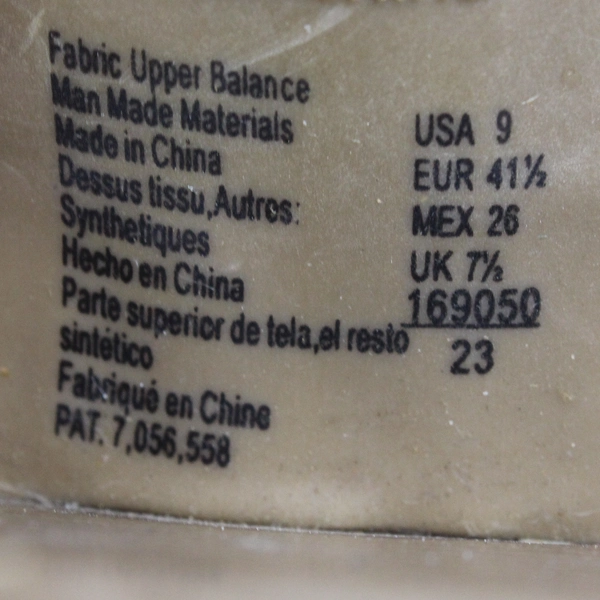 Fabric Upper Balance
Man Made Materials
Made in China
Dessus tissu,Autros:
Synthetiques
Hecho en China
Parte superior de tela,el resto
sintético
Fabriqué en Chine
PAT. 7,056,558
USA 9
EUR 41½
MEX 26
UK 7½
169050
23